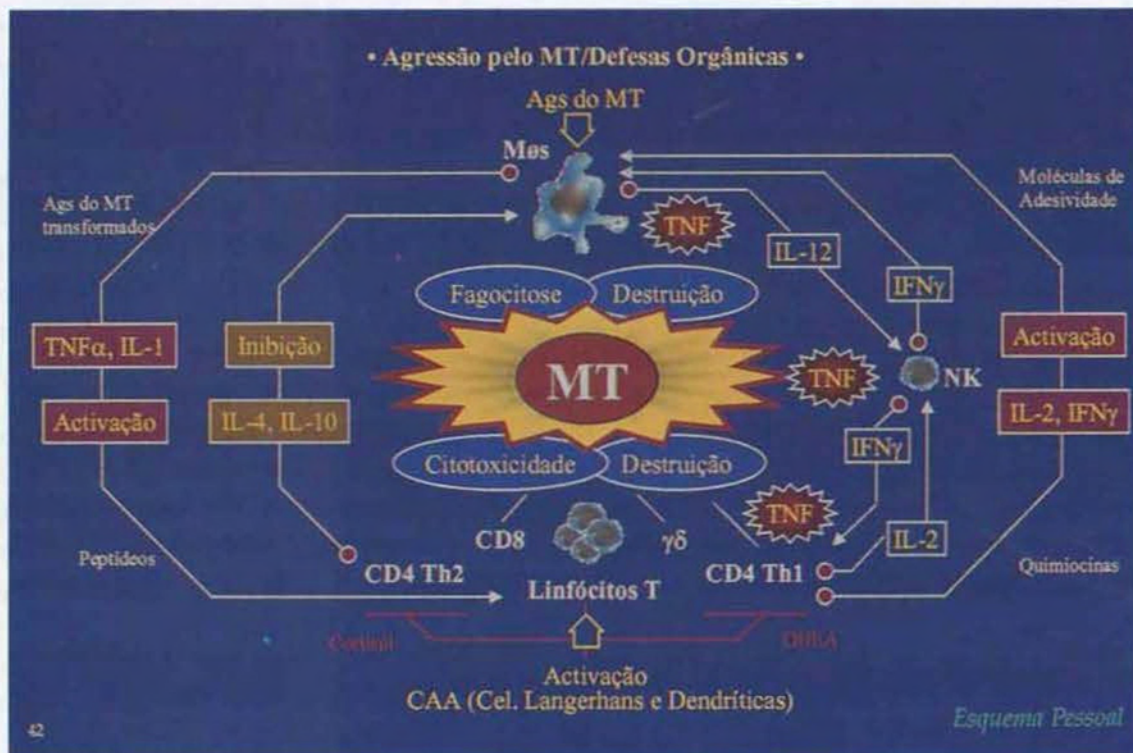 • Agressão pelo MT/Defesas Orgânicas •
Ags do MT
Møs
Ags do MT
transformados
Moléculas de
Adesividade
TNF
IL-12
IFNγ
Fagocitose
Destruição
TNFα, IL-1
Inibição
Activação
MT
TNF
NK
Activação
IL-4, IL-10
IL-2, IFNγ
IFNγ
Citotoxicidade
Destruição
TNF
CD8
γδ
IL-2
Peptídeos
CD4 Th2
Linfócitos T
CD4 Th1
Quimiocinas
Cortisol
DHEA
Activação
CAA (Cel. Langerhans e Dendríticas)
42
Esquema Pessoal